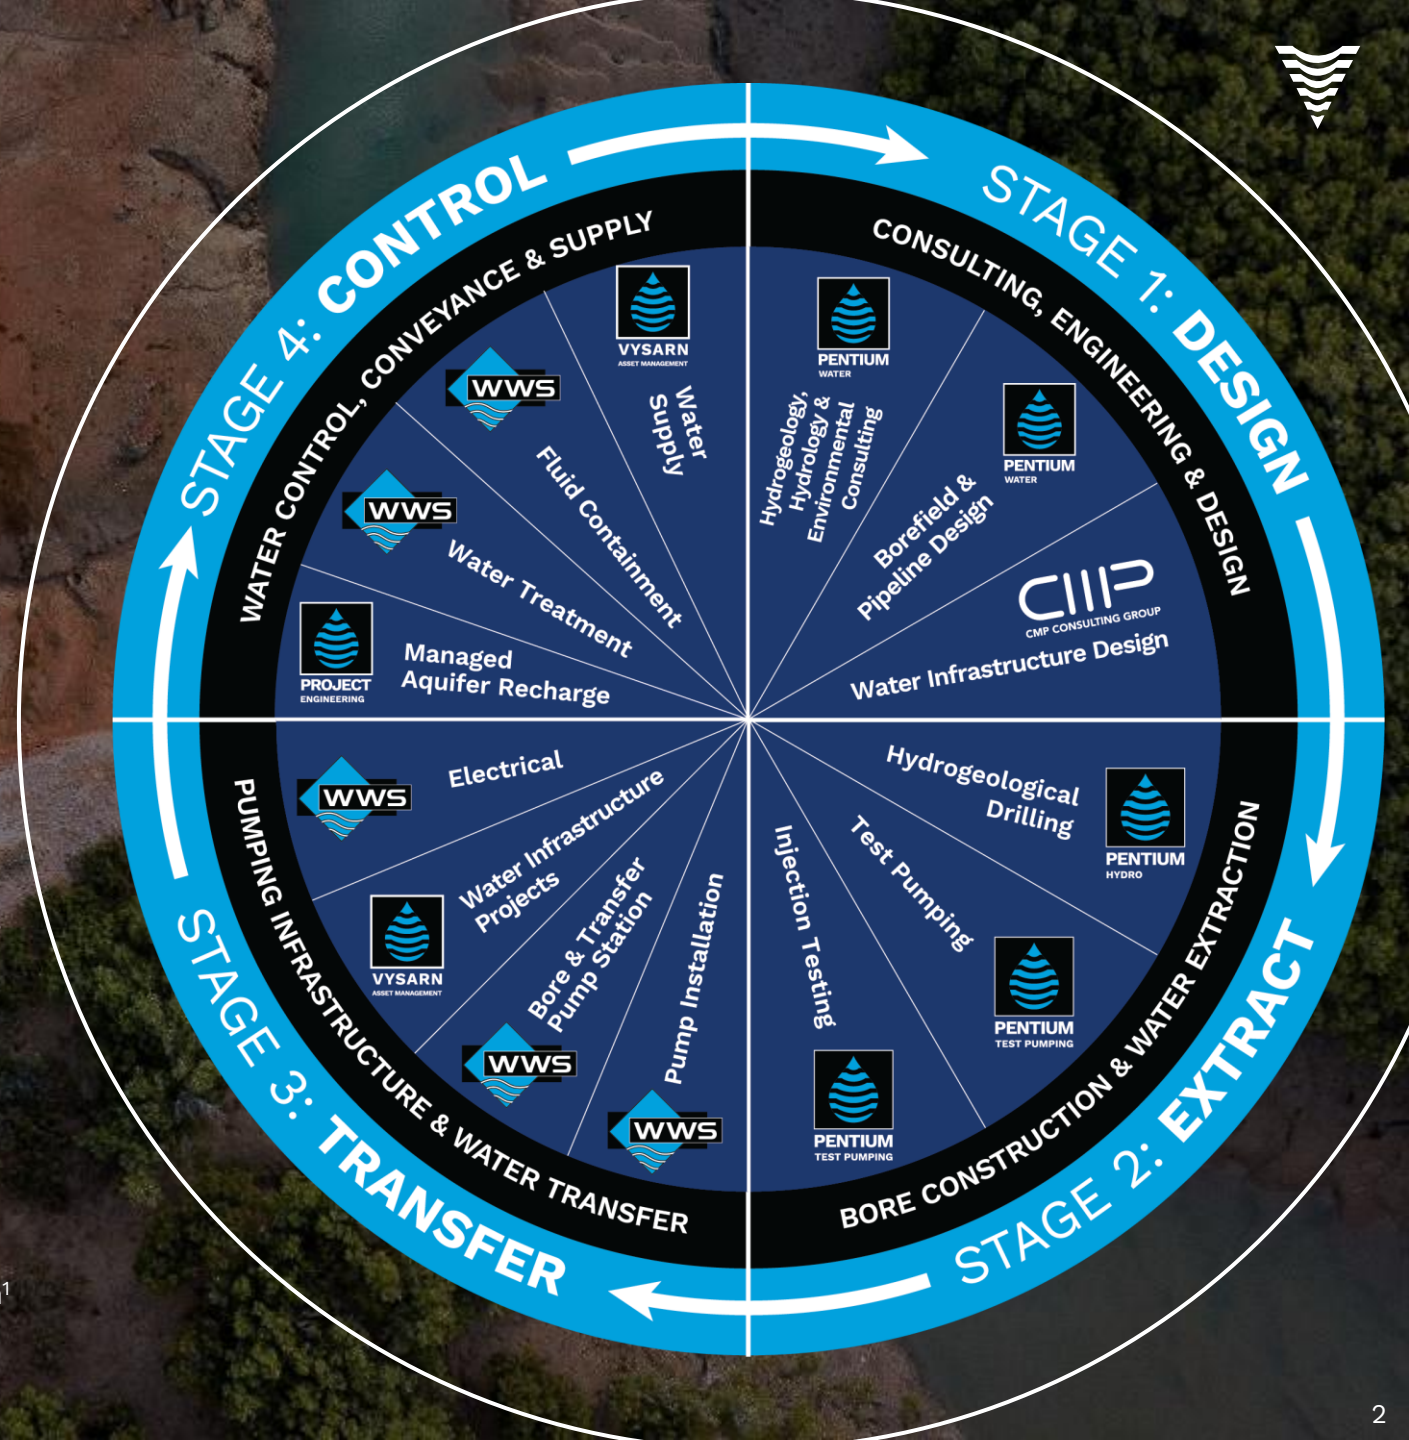 STAGE 1: DESIGN
CONSULTING, ENGINEERING & DESIGN
PENTIUM
WATER
Hydrogeology,
Hydrology &
Environmental
Consulting
PENTIUM
WATER
Borefield &
Pipeline Design
CMP
CMP CONSULTING GROUP
Water Infrastructure Design
STAGE 2: EXTRACT
BORE CONSTRUCTION & WATER EXTRACTION
Hydrogeological
Drilling
PENTIUM
HYDRO
Test Pumping
PENTIUM
TEST PUMPING
Injection Testing
PENTIUM
TEST PUMPING
STAGE 3: TRANSFER
PUMPING INFRASTRUCTURE & WATER TRANSFER
Pump Installation
WWS
Bore & Transfer
Pump Station
WWS
Water Infrastructure
Projects
VYSARN
ASSET MANAGEMENT
Electrical
WWS
STAGE 4: CONTROL
WATER CONTROL, CONVEYANCE & SUPPLY
PROJECT
ENGINEERING
Managed
Aquifer Recharge
WWS
Water Treatment
WWS
Fluid Containment
VYSARN
ASSET MANAGEMENT
Water
Supply
1
2